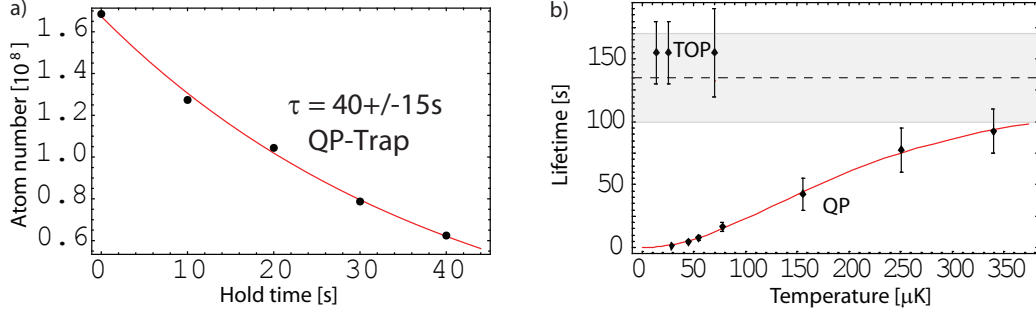 a)
Atom number [10⁻⁸]
1.6
1.4
1.2
1.0
0.8
0.6
τ = 40+/-15s
QP-Trap
0
10
20
30
40
Hold time [s]
b)
Lifetime [s]
150
100
50
0
TOP
QP
0
50
100
150
200
250
300
350
Temperature [μK]